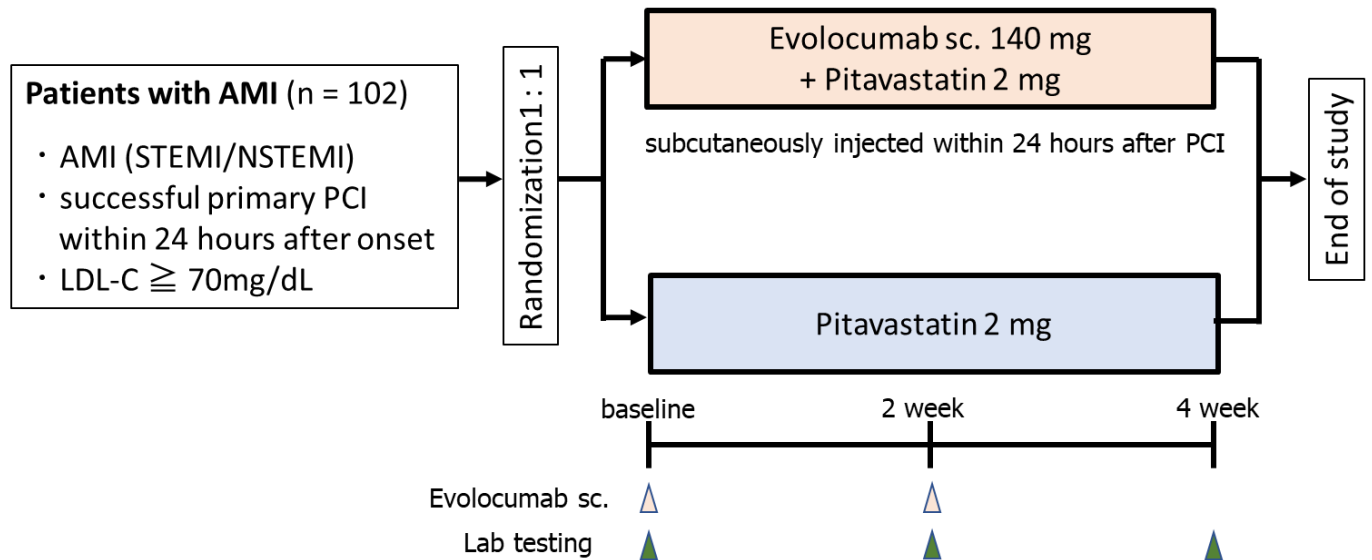 Patients with AMI (n = 102)
・AMI (STEMI/NSTEMI)
・successful primary PCI
within 24 hours after onset
・LDL-C ≧ 70mg/dL
Randomization1 : 1
Evolocumab sc. 140 mg
+ Pitavastatin 2 mg
subcutaneously injected within 24 hours after PCI
Pitavastatin 2 mg
End of study
baseline
2 week
4 week
Evolocumab sc.
Lab testing